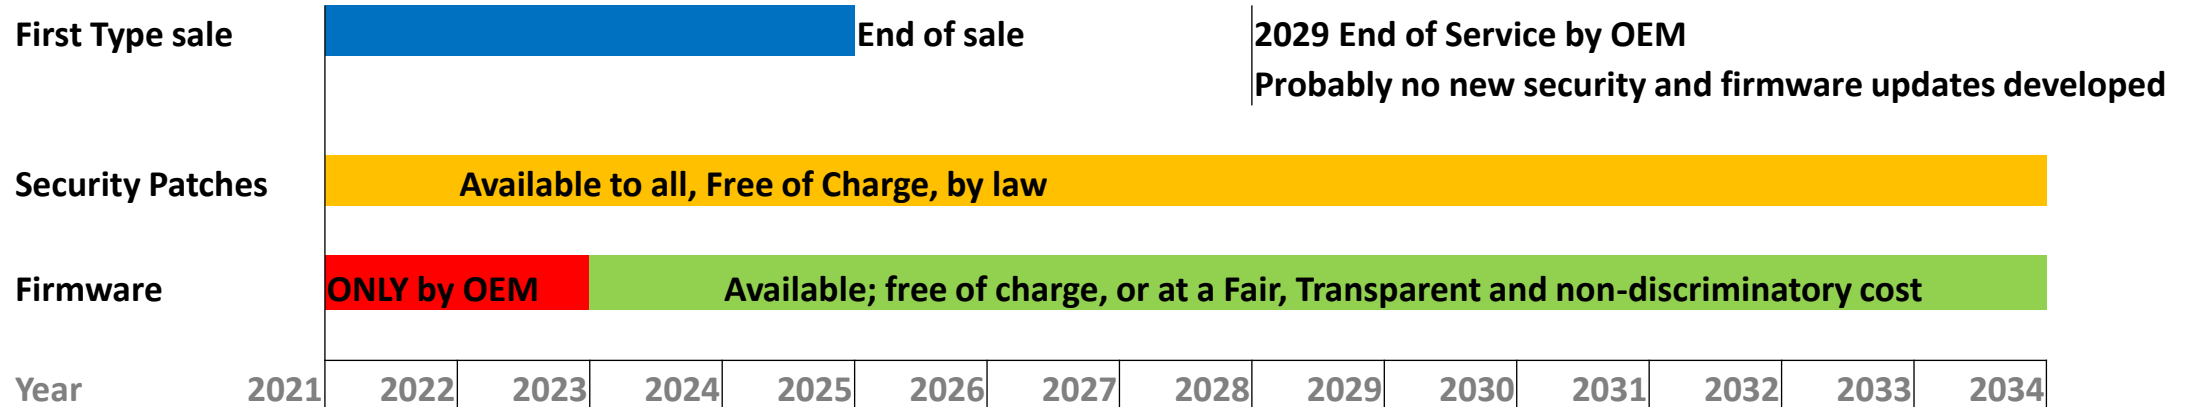 First Type sale End of sale 2029 End of Service by OEM
Probably no new security and firmware updates developed
Security Patches Available to all, Free of Charge, by law
Firmware ONLY by OEM Available; free of charge, or at a Fair, Transparent and non-discriminatory cost
Year 2021 2022 2023 2024 2025 2026 2027 2028 2029 2030 2031 2032 2033 2034